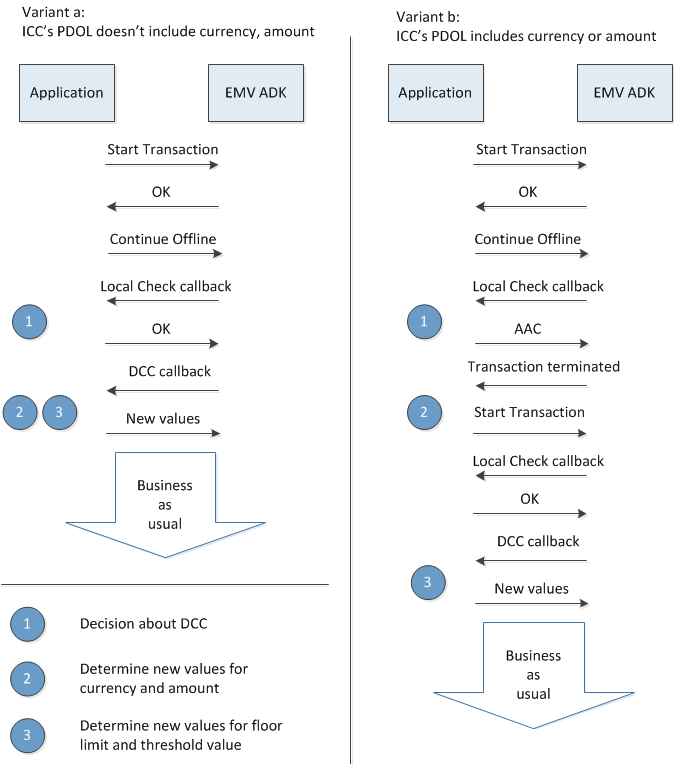 Variant a:
ICC's PDOL doesn't include currency, amount
Application
EMV ADK
Start Transaction
OK
Continue Offline
Local Check callback
1
OK
DCC callback
2
3
New values
Business
as
usual
1
Decision about DCC
2
Determine new values for
currency and amount
3
Determine new values for floor
limit and threshold value
Variant b:
ICC's PDOL includes currency or amount
Application
EMV ADK
Start Transaction
OK
Continue Offline
Local Check callback
1
AAC
Transaction terminated
2
Start Transaction
Local Check callback
OK
DCC callback
3
New values
Business
as
usual